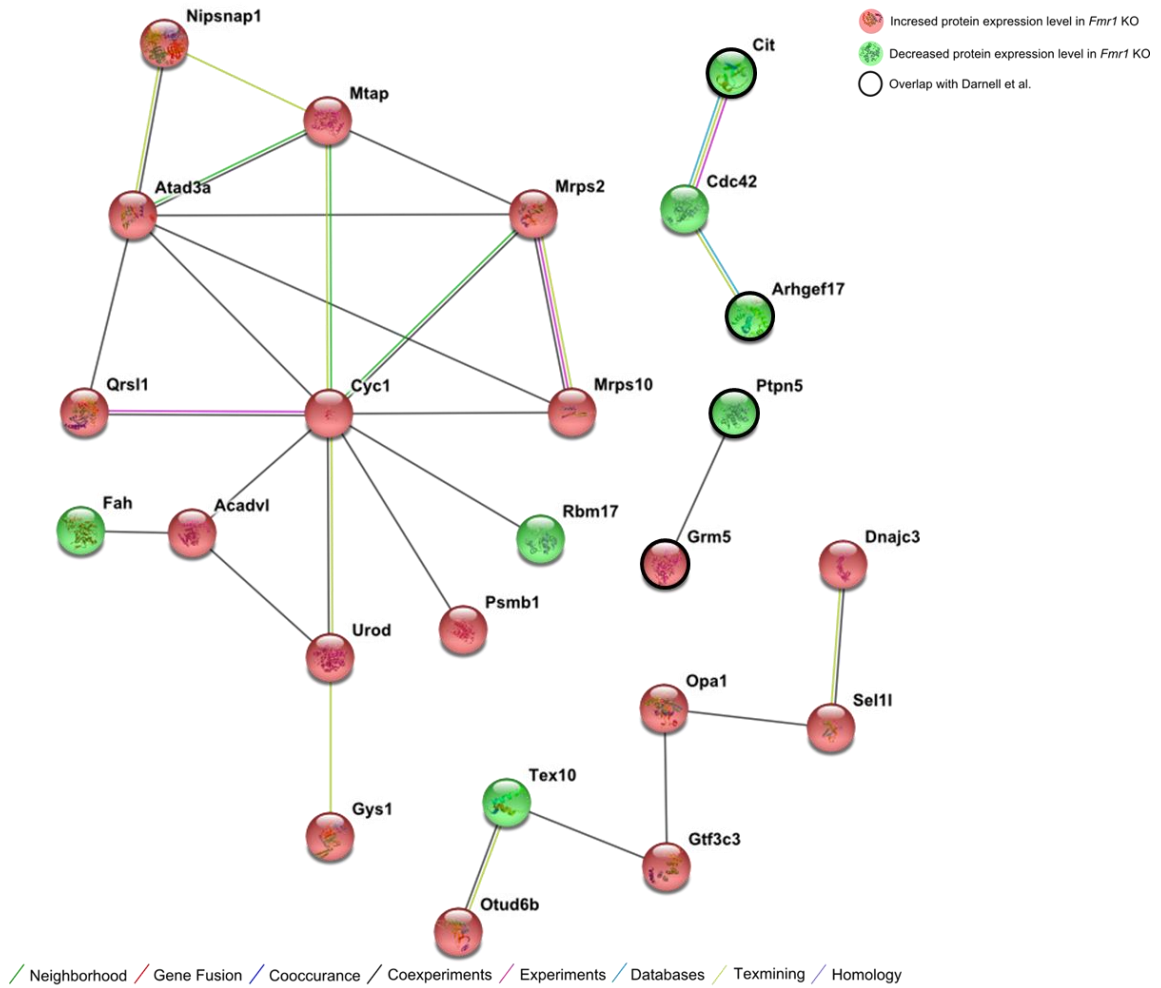 Nipsnap1
Incresed protein expression level in Fmr1 KO
Cit
Decreased protein expression level in Fmr1 KO
Overlap with Darnell et al.
Mtap
Atad3a
Mrps2
Cdc42
Arhgef17
Qrsl1
Cyc1
Mrps10
Ptpn5
Fah
Acadvl
Rbm17
Grm5
Dnajc3
Psmb1
Urod
Opa1
Sel1l
Tex10
Gys1
Gtf3c3
Otud6b
Neighborhood
Gene Fusion
Cooccurance
Coexperiments
Experiments
Databases
Texmining
Homology